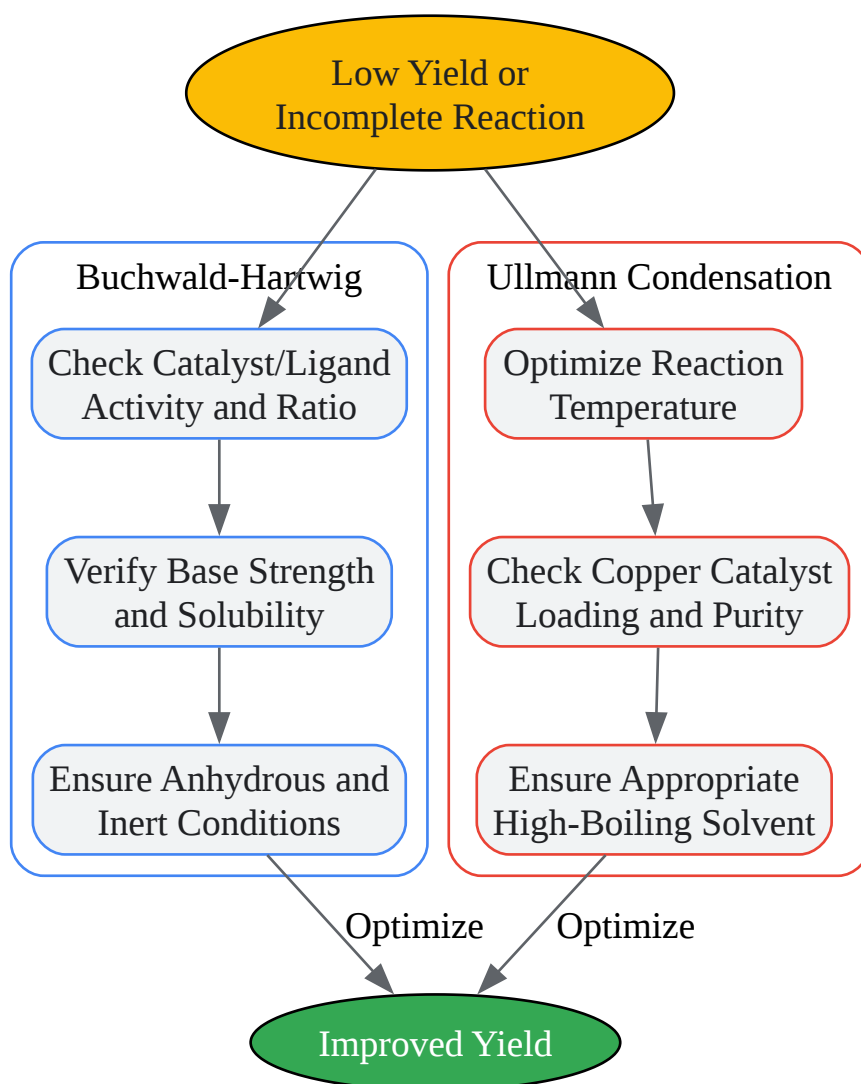 Low Yield or
Incomplete Reaction
Buchwald-Hartwig
Check Catalyst/Ligand
Activity and Ratio
Verify Base Strength
and Solubility
Ensure Anhydrous and
Inert Conditions
Ullmann Condensation
Optimize Reaction
Temperature
Check Copper Catalyst
Loading and Purity
Ensure Appropriate
High-Boiling Solvent
Optimize
Optimize
Improved Yield